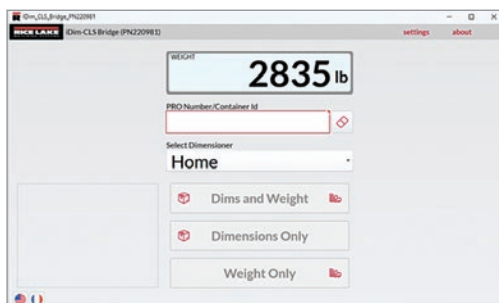 iDim_CLS_Bridge_PN220981
RICE LAKE iDim-CLS Bridge (PN220981) settings about
WEIGHT
2835 lb
PRO Number/Container Id
Select Dimensioner
Home
Dims and Weight
Dimensions Only
Weight Only